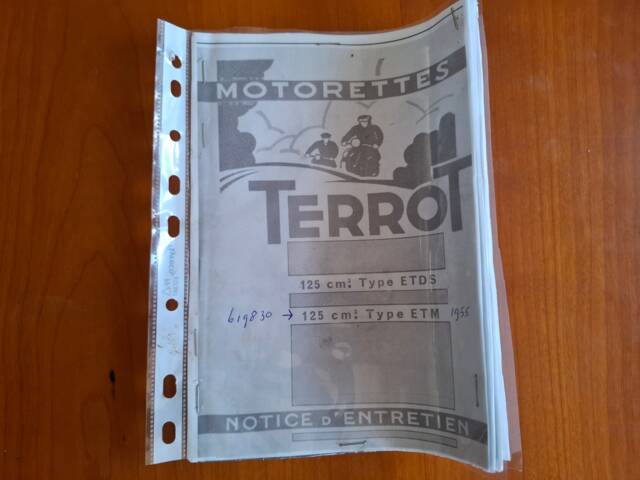 MOTORETTES
TERROT
125 cm³ Type ETDS
619830 → 125 cm³ Type ETM 1955
NOTICE D'ENTRETIEN